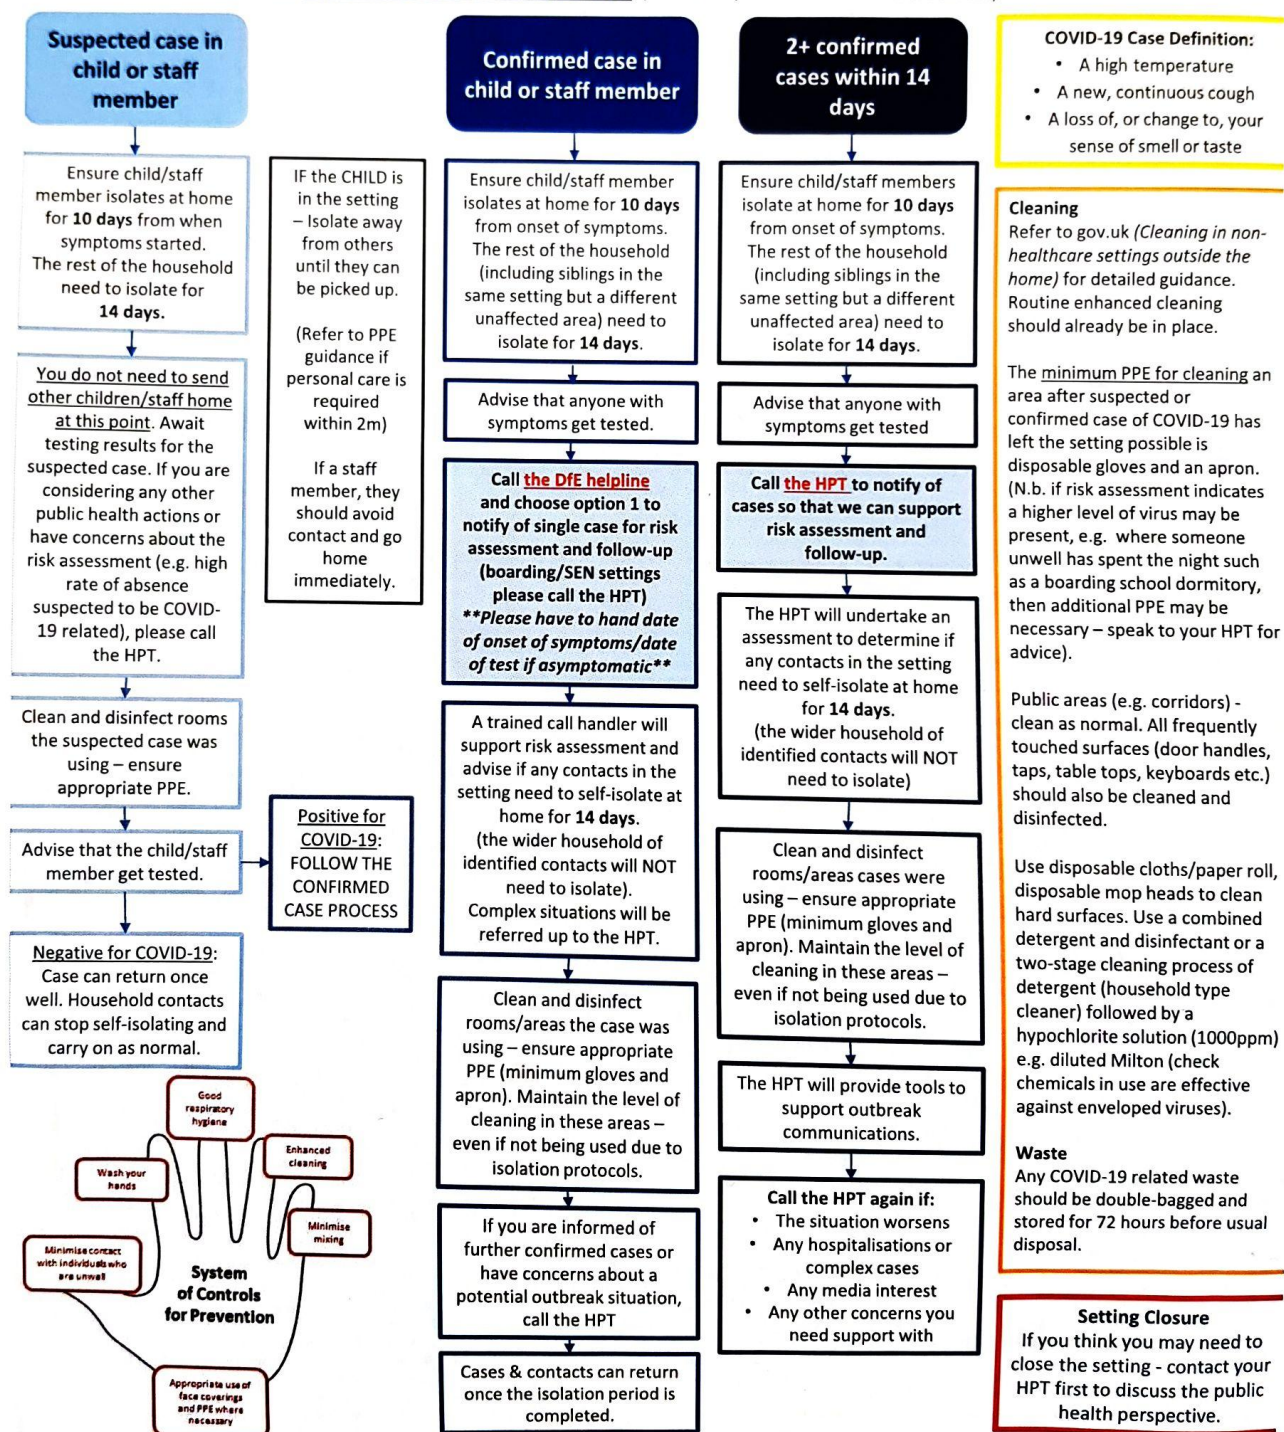 Suspected case in
child or staff
member
Ensure child/staff
member isolates at home
for 10 days from when
symptoms started.
The rest of the household
need to isolate for
14 days.
You do not need to send
other children/staff home
at this point. Await
testing results for the
suspected case. If you are
considering any other
public health actions or
have concerns about the
risk assessment (e.g. high
rate of absence
suspected to be COVID-
19 related), please call
the HPT.
Clean and disinfect rooms
the suspected case was
using – ensure
appropriate PPE.
Advise that the child/staff
member get tested.
Negative for COVID-19:
Case can return once
well. Household contacts
can stop self-isolating and
carry on as normal.
IF the CHILD is
in the setting
– Isolate away
from others
until they can
be picked up.
(Refer to PPE
guidance if
personal care is
required
within 2m)
If a staff
member, they
should avoid
contact and go
home
immediately.
Positive for
COVID-19:
FOLLOW THE
CONFIRMED
CASE PROCESS
Good
respiratory
hygiene
Wash your
hands
Enhanced
cleaning
Minimise contact
with individuals who
are unwell
Minimise
mixing
System
of Controls
for Prevention
Appropriate use of
face coverings
and PPE where
necessary
Confirmed case in
child or staff member
Ensure child/staff member
isolates at home for 10 days
from onset of symptoms.
The rest of the household
(including siblings in the
same setting but a different
unaffected area) need to
isolate for 14 days.
Advise that anyone with
symptoms get tested.
Call the DfE helpline
and choose option 1 to
notify of single case for risk
assessment and follow-up
(boarding/SEN settings
please call the HPT)
**Please have to hand date
of onset of symptoms/date
of test if asymptomatic**
A trained call handler will
support risk assessment and
advise if any contacts in the
setting need to self-isolate at
home for 14 days.
(the wider household of
identified contacts will NOT
need to isolate).
Complex situations will be
referred up to the HPT.
Clean and disinfect
rooms/areas the case was
using – ensure appropriate
PPE (minimum gloves and
apron). Maintain the level of
cleaning in these areas –
even if not being used due to
isolation protocols.
If you are informed of
further confirmed cases or
have concerns about a
potential outbreak situation,
call the HPT
Cases & contacts can return
once the isolation period is
completed.
2+ confirmed
cases within 14
days
Ensure child/staff members
isolate at home for 10 days
from onset of symptoms.
The rest of the household
(including siblings in the
same setting but a different
unaffected area) need to
isolate for 14 days.
Advise that anyone with
symptoms get tested
Call the HPT to notify of
cases so that we can support
risk assessment and
follow-up.
The HPT will undertake an
assessment to determine if
any contacts in the setting
need to self-isolate at home
for 14 days.
(the wider household of
identified contacts will NOT
need to isolate)
Clean and disinfect
rooms/areas cases were
using – ensure appropriate
PPE (minimum gloves and
apron). Maintain the level of
cleaning in these areas –
even if not being used due to
isolation protocols.
The HPT will provide tools to
support outbreak
communications.
Call the HPT again if:
• The situation worsens
• Any hospitalisations or
complex cases
• Any media interest
• Any other concerns you
need support with
COVID-19 Case Definition:
• A high temperature
• A new, continuous cough
• A loss of, or change to, your
sense of smell or taste
Cleaning
Refer to gov.uk (Cleaning in non-
healthcare settings outside the
home) for detailed guidance.
Routine enhanced cleaning
should already be in place.
The minimum PPE for cleaning an
area after suspected or
confirmed case of COVID-19 has
left the setting possible is
disposable gloves and an apron.
(N.b. if risk assessment indicates
a higher level of virus may be
present, e.g. where someone
unwell has spent the night such
as a boarding school dormitory,
then additional PPE may be
necessary – speak to your HPT for
advice).
Public areas (e.g. corridors) -
clean as normal. All frequently
touched surfaces (door handles,
taps, table tops, keyboards etc.)
should also be cleaned and
disinfected.
Use disposable cloths/paper roll,
disposable mop heads to clean
hard surfaces. Use a combined
detergent and disinfectant or a
two-stage cleaning process of
detergent (household type
cleaner) followed by a
hypochlorite solution (1000ppm)
e.g. diluted Milton (check
chemicals in use are effective
against enveloped viruses).
Waste
Any COVID-19 related waste
should be double-bagged and
stored for 72 hours before usual
disposal.
Setting Closure
If you think you may need to
close the setting - contact your
HPT first to discuss the public
health perspective.